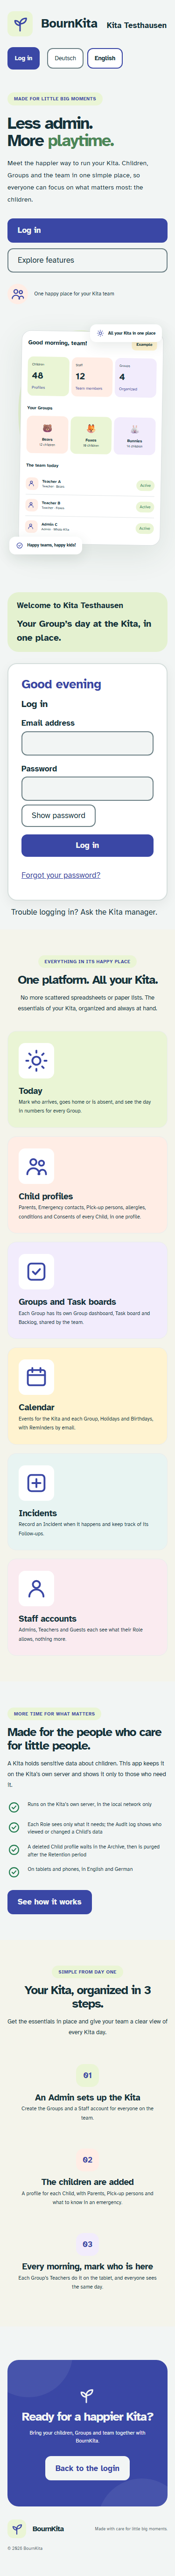 BournKita
Kita Testhausen
Log in
Deutsch
English
MADE FOR LITTLE BIG MOMENTS
Less admin.
More playtime.
Meet the happier way to run your Kita. Children,
Groups and the team in one simple place, so
everyone can focus on what matters most: the
children.
Log in
Explore features
One happy place for your Kita team
All your Kita in one place
Good morning, team!
Example
Children
Staff
Groups
48
12
4
Profiles
Team members
Organized
Your Groups
Bears
Foxes
Bunnies
The team today
Teacher A
Teacher · Bears
Active
Teacher B
Teacher · Foxes
Active
Admin C
Admin · Whole Kita
Active
Happy teams, happy kids!
Welcome to Kita Testhausen
Your Group's day at the Kita, in
one place.
Good evening
Log in
Email address
Password
Show password
Log in
Forgot your password?
Trouble logging in? Ask the Kita manager.
EVERYTHING IN ITS HAPPY PLACE
One platform. All your Kita.
No more scattered spreadsheets or paper lists. The
essentials of your Kita, organized and always at hand.
Today
Mark who arrives, goes home or is absent, and see the day
in numbers for every Group.
Child profiles
Parents, Emergency contacts, Pick-up persons, allergies,
conditions and Consents of every Child, in one profile.
Groups and Task boards
Each Group has its own Group dashboard, Task board and
Backlog, shared by the team.
Calendar
Events for the Kita and each Group, Holidays and Birthdays,
with Reminders by email.
Incidents
Record an Incident when it happens and keep track of its
Follow-ups.
Staff accounts
Admins, Teachers and Guests each see what their Role
allows, nothing more.
MORE TIME FOR WHAT MATTERS
Made for the people who care
for little people.
A Kita holds sensitive data about children. This app keeps it
on the Kita's own server and shows it only to those who need
it.
Runs on the Kita's own server, in the local network only
Each Role sees only what it needs; the Audit log shows who
viewed or changed a Child's data
A deleted Child profile waits in the Archive, then is purged
after the Retention period
On tablets and phones, in English and German
See how it works
SIMPLE FROM DAY ONE
Your Kita, organized in 3
steps.
Get the essentials in place and give your team a clear view of
every Kita day.
01
An Admin sets up the Kita
Create the Groups and a Staff account for everyone on the
team.
02
The children are added
A profile for each Child, with Parents, Pick-up persons and
what to know in an emergency.
03
Every morning, mark who is here
Each Group's Teachers do it on the tablet, and everyone sees
the same day.
Ready for a happier Kita?
Bring your children, Groups and team together with
BournKita.
Back to the login
BournKita
Made with care for little big moments.
© 2026 BournKita